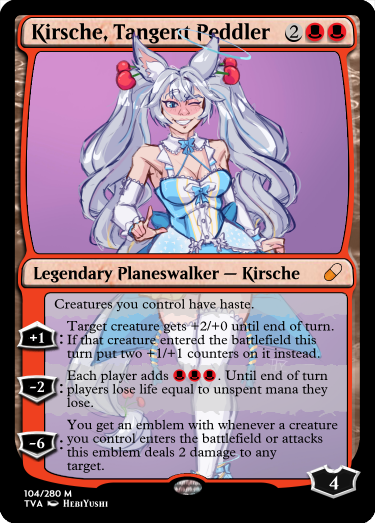 Kirsche, Tangent Peddler 2
Legendary Planeswalker — Kirsche
Creatures you control have haste.
+1: Target creature gets +2/+0 until end of turn.
If that creature entered the battlefield this
turn put two +1/+1 counters on it instead.
-2: Each player adds. Until end of turn
players lose life equal to unspent mana they
lose.
-6: You get an emblem with whenever a creature
you control enters the battlefield or attacks
this emblem deals 2 damage to any
target.
4
104/280 M
TVA HebiYushi